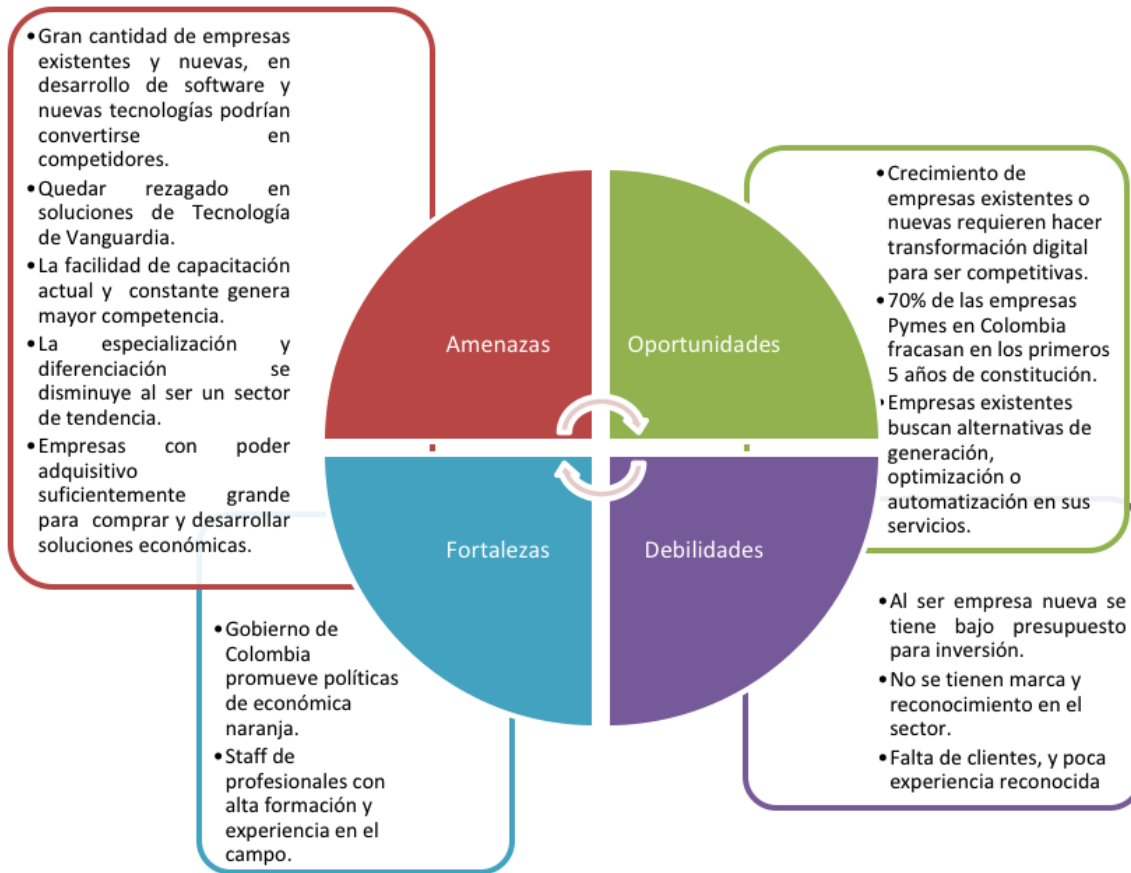 •Gran cantidad de empresas
existentes y nuevas, en
desarrollo de software y
nuevas tecnologías podrían
convertirse en
competidores.
•Quedar rezagado en
soluciones de Tecnología
de Vanguardia.
•La facilidad de capacitación
actual y constante genera
mayor competencia.
•La especialización y
diferenciación se
disminuye al ser un sector
de tendencia.
•Empresas con poder
adquisitivo
suficientemente grande
para comprar y desarrollar
soluciones económicas.
Amenazas
Oportunidades
•Crecimiento de
empresas existentes o
nuevas requieren hacer
transformación digital
para ser competitivas.
•70% de las empresas
Pymes en Colombia
fracasan en los primeros
5 años de constitución.
•Empresas existentes
buscan alternativas de
generación,
optimización o
automatización en sus
servicios.
Fortalezas
Debilidades
•Gobierno de
Colombia
promueve políticas
de económica
naranja.
•Staff de
profesionales con
alta formación y
experiencia en el
campo.
•Al ser empresa nueva se
tiene bajo presupuesto
para inversión.
•No se tienen marca y
reconocimiento en el
sector.
•Falta de clientes, y poca
experiencia reconocida